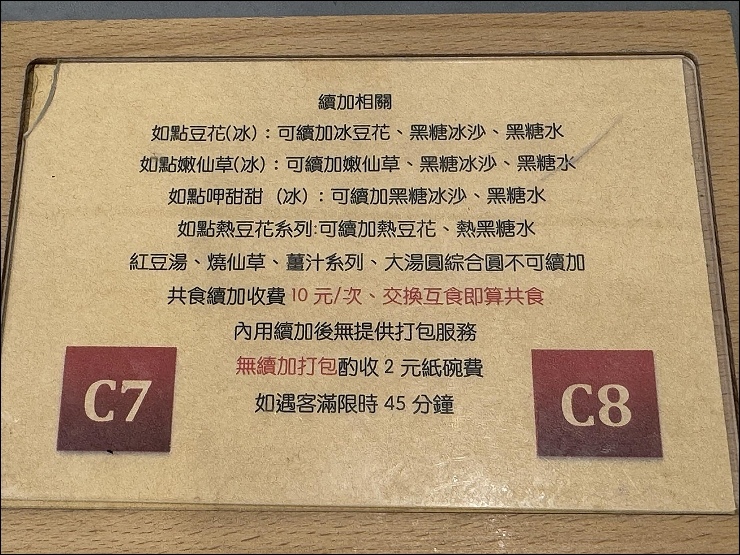 續加相關
如點豆花(冰)：可續加冰豆花、黑糖冰沙、黑糖水
如點嫩仙草(冰)：可續加嫩仙草、黑糖冰沙、黑糖水
如點呷甜甜 (冰)：可續加黑糖冰沙、黑糖水
如點熱豆花系列:可續加熱豆花、熱黑糖水
紅豆湯、燒仙草、薑汁系列、大湯圓綜合圓不可續加
共食續加收費 10 元/次、交換互食即算共食
內用續加後無提供打包服務
無續加打包酌收 2 元紙碗費
如遇客滿限時 45 分鐘
C7
C8